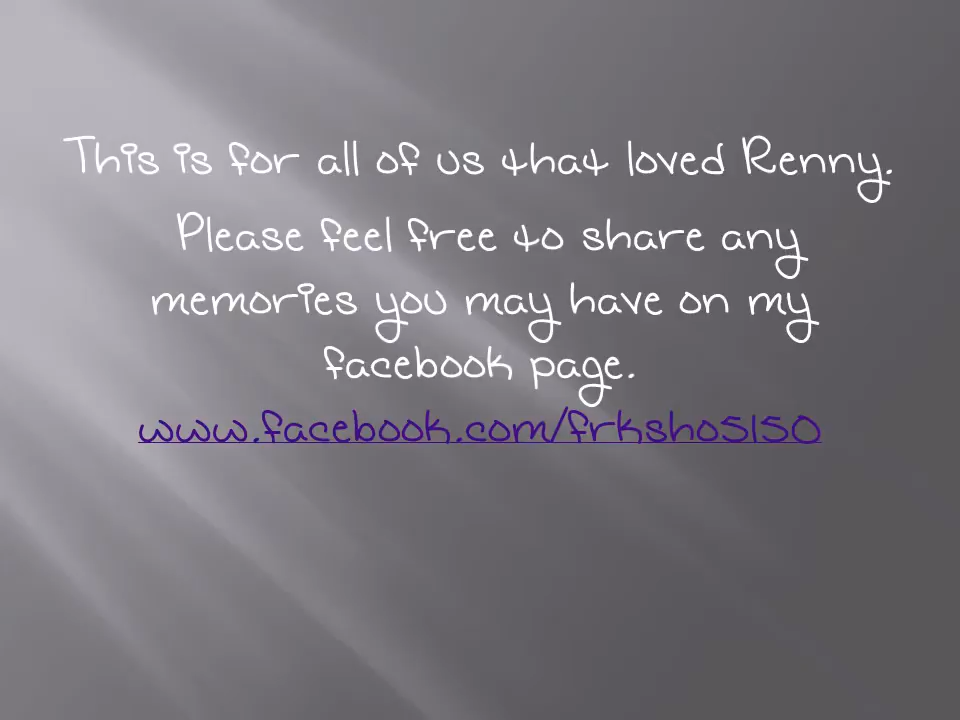 This is for all of us that loved Renny.
Please feel free to share any
memories you may have on my
facebook page.
www.facebook.com/frksho5150